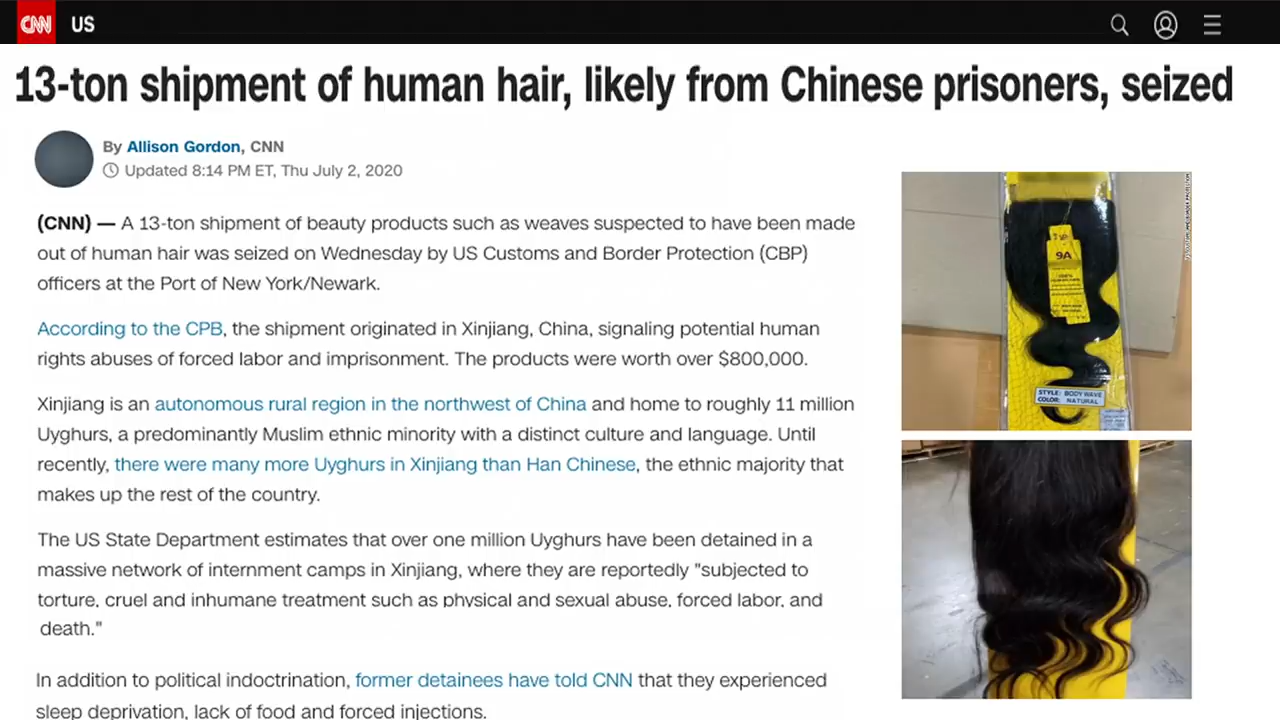 CNN US
13-ton shipment of human hair, likely from Chinese prisoners, seized
By Allison Gordon, CNN
Updated 8:14 PM ET, Thu July 2, 2020
(CNN) — A 13-ton shipment of beauty products such as weaves suspected to have been made
out of human hair was seized on Wednesday by US Customs and Border Protection (CBP)
officers at the Port of New York/Newark.
According to the CPB, the shipment originated in Xinjiang, China, signaling potential human
rights abuses of forced labor and imprisonment. The products were worth over $800,000.
Xinjiang is an autonomous rural region in the northwest of China and home to roughly 11 million
Uyghurs, a predominantly Muslim ethnic minority with a distinct culture and language. Until
recently, there were many more Uyghurs in Xinjiang than Han Chinese, the ethnic majority that
makes up the rest of the country.
The US State Department estimates that over one million Uyghurs have been detained in a
massive network of internment camps in Xinjiang, where they are reportedly "subjected to
torture, cruel and inhumane treatment such as physical and sexual abuse, forced labor, and
death."
In addition to political indoctrination, former detainees have told CNN that they experienced
sleep deprivation, lack of food and forced injections.
9A
STYLE: BODY WAVE
COLOR: NATURAL